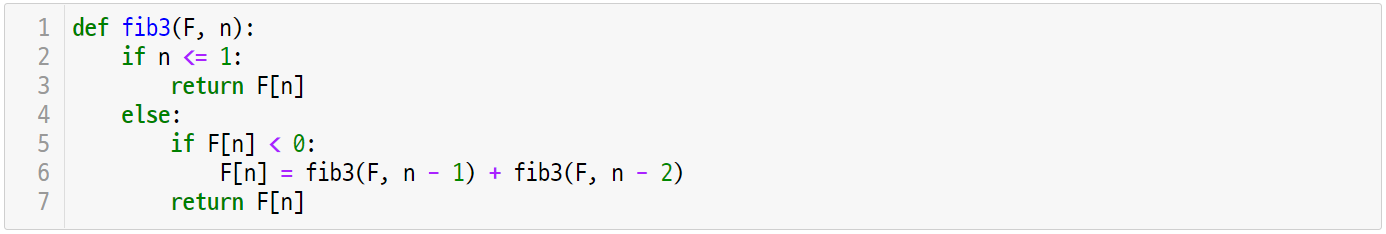 1 def fib3(F, n):
2     if n <= 1:
3         return F[n]
4     else:
5         if F[n] < 0:
6             F[n] = fib3(F, n - 1) + fib3(F, n - 2)
7         return F[n]